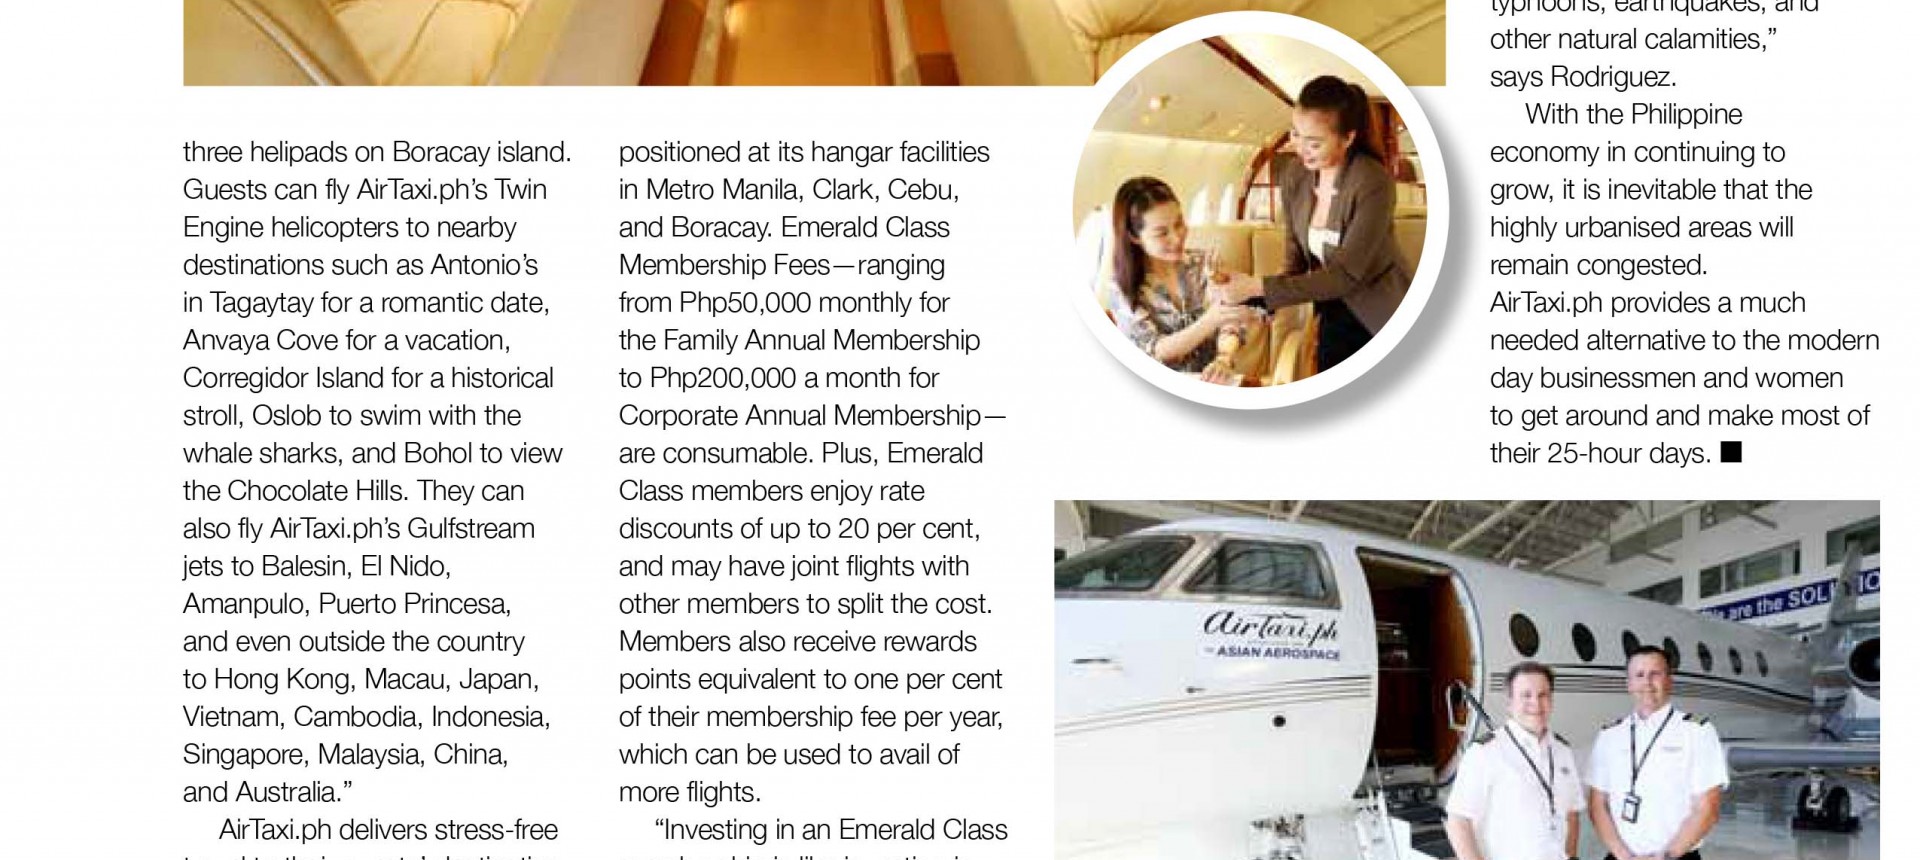 three helipads on Boracay island.
Guests can fly AirTaxi.ph’s Twin
Engine helicopters to nearby
destinations such as Antonio’s
in Tagaytay for a romantic date,
Anvaya Cove for a vacation,
Corregidor Island for a historical
stroll, Oslob to swim with the
whale sharks, and Bohol to view
the Chocolate Hills. They can
also fly AirTaxi.ph’s Gulfstream
jets to Balesin, El Nido,
Amanpulo, Puerto Princesa,
and even outside the country
to Hong Kong, Macau, Japan,
Vietnam, Cambodia, Indonesia,
Singapore, Malaysia, China,
and Australia.”
AirTaxi.ph delivers stress-free
positioned at its hangar facilities
in Metro Manila, Clark, Cebu,
and Boracay. Emerald Class
Membership Fees—ranging
from Php50,000 monthly for
the Family Annual Membership
to Php200,000 a month for
Corporate Annual Membership—
are consumable. Plus, Emerald
Class members enjoy rate
discounts of up to 20 per cent,
and may have joint flights with
other members to split the cost.
Members also receive rewards
points equivalent to one per cent
of their membership fee per year,
which can be used to avail of
more flights.
“Investing in an Emerald Class
typhoons, earthquakes, and
other natural calamities,”
says Rodriguez.
With the Philippine
economy in continuing to
grow, it is inevitable that the
highly urbanised areas will
remain congested.
AirTaxi.ph provides a much
needed alternative to the modern
day businessmen and women
to get around and make most of
their 25-hour days. ■
AirTaxi.ph
ASIAN AEROSPACE
are the SOL